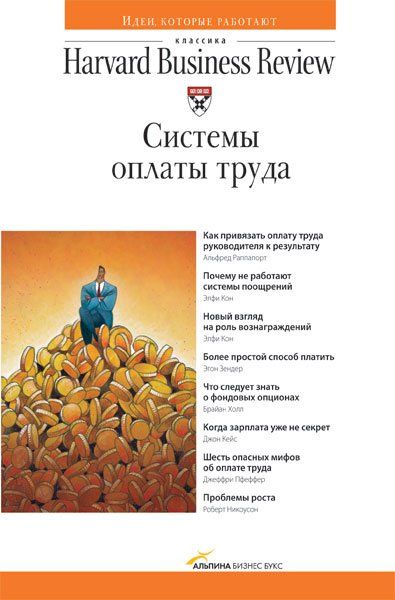 Идеи, которые работают
классика
Harvard Business Review
Системы
оплаты труда
Как привязать оплату труда
руководителя к результату
Альфред Раппапорт
Почему не работают
системы поощрений
Элфи Кон
Новый взгляд
на роль вознаграждений
Элфи Кон
Более простой способ платить
Эгон Зендер
Что следует знать
о фондовых опционах
Брайан Холл
Когда зарплата уже не секрет
Джон Кейс
Шесть опасных мифов
об оплате труда
Джеффри Пфеффер
Проблемы роста
Роберт Никоусон
АЛЬПИНА БИЗНЕС БУКС